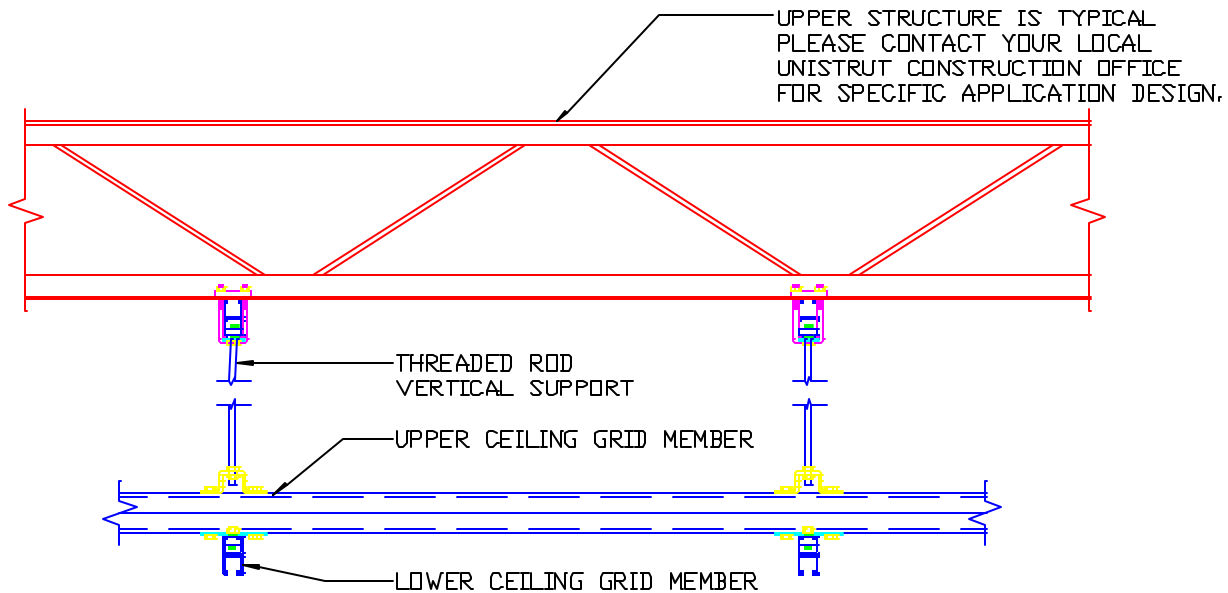 UPPER STRUCTURE IS TYPICAL
PLEASE CONTACT YOUR LOCAL
UNISTRUT CONSTRUCTION OFFICE
FOR SPECIFIC APPLICATION DESIGN.
THREADED ROD
VERTICAL SUPPORT
UPPER CEILING GRID MEMBER
LOWER CEILING GRID MEMBER